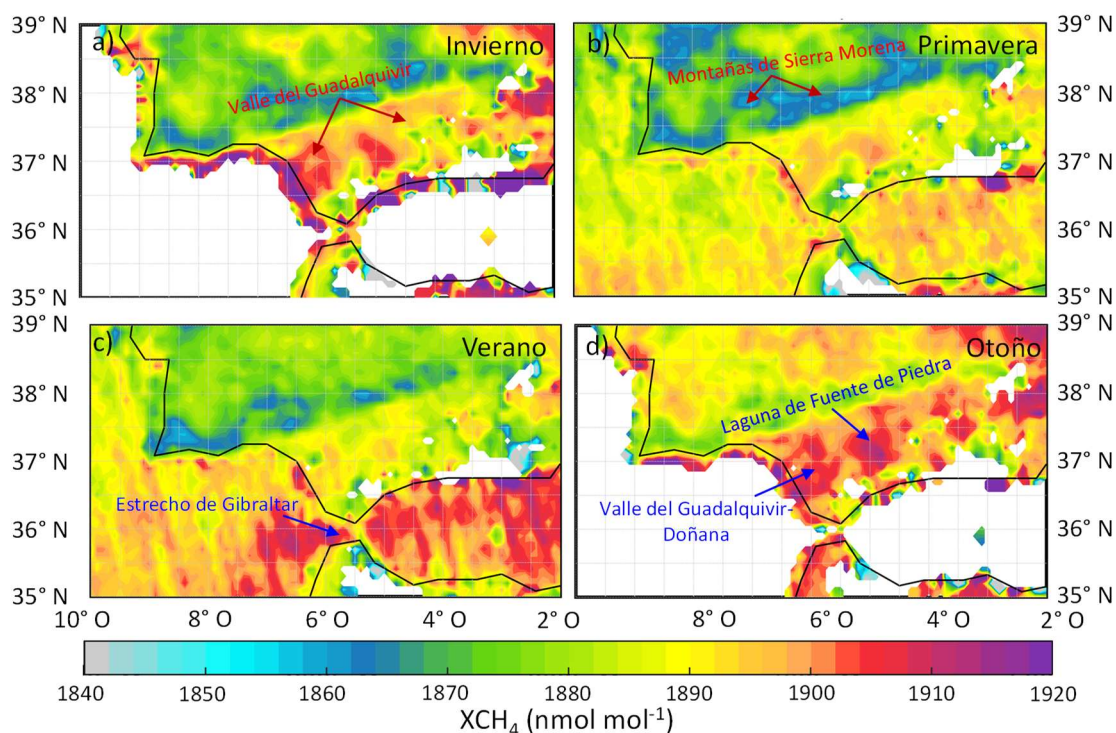 39° N
38° N
37° N
36° N
35° N
a)
Invierno
Valle del Guadalquivir
b)
Primavera
Montañas de Sierra Morena
39° N
38° N
37° N
36° N
35° N
39° N
38° N
37° N
36° N
35° N
c)
Verano
Estrecho de Gibraltar
d)
Otoño
Laguna de Fuente de Piedra
Valle del Guadalquivir-
Doñana
39° N
38° N
37° N
36° N
35° N
10° O 8° O 6° O 4° O 2° O
8° O 6° O 4° O 2° O
1840 1850 1860 1870 1880 1890 1900 1910 1920
XCH₄ (nmol mol⁻¹)